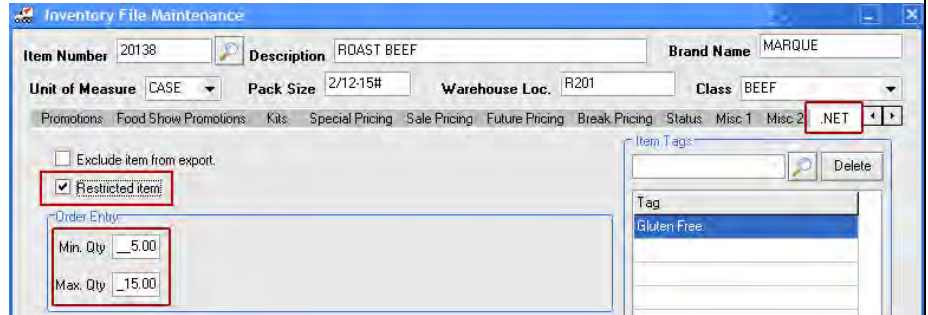 Inventory File Maintenance
Item Number 20138 Description ROAST BEEF Brand Name MARQUE
Unit of Measure CASE Pack Size 2/12-15# Warehouse Loc. R201 Class BEEF
Promotions Food Show Promotions Kits Special Pricing Sale Pricing Future Pricing Break Pricing Status Misc 1 Misc 2 .NET
Exclude item from export.
Restricted item
Order Entry
Min. Qty __5.00
Max. Qty _15.00
Item Tags
Delete
Tag
Gluten Free